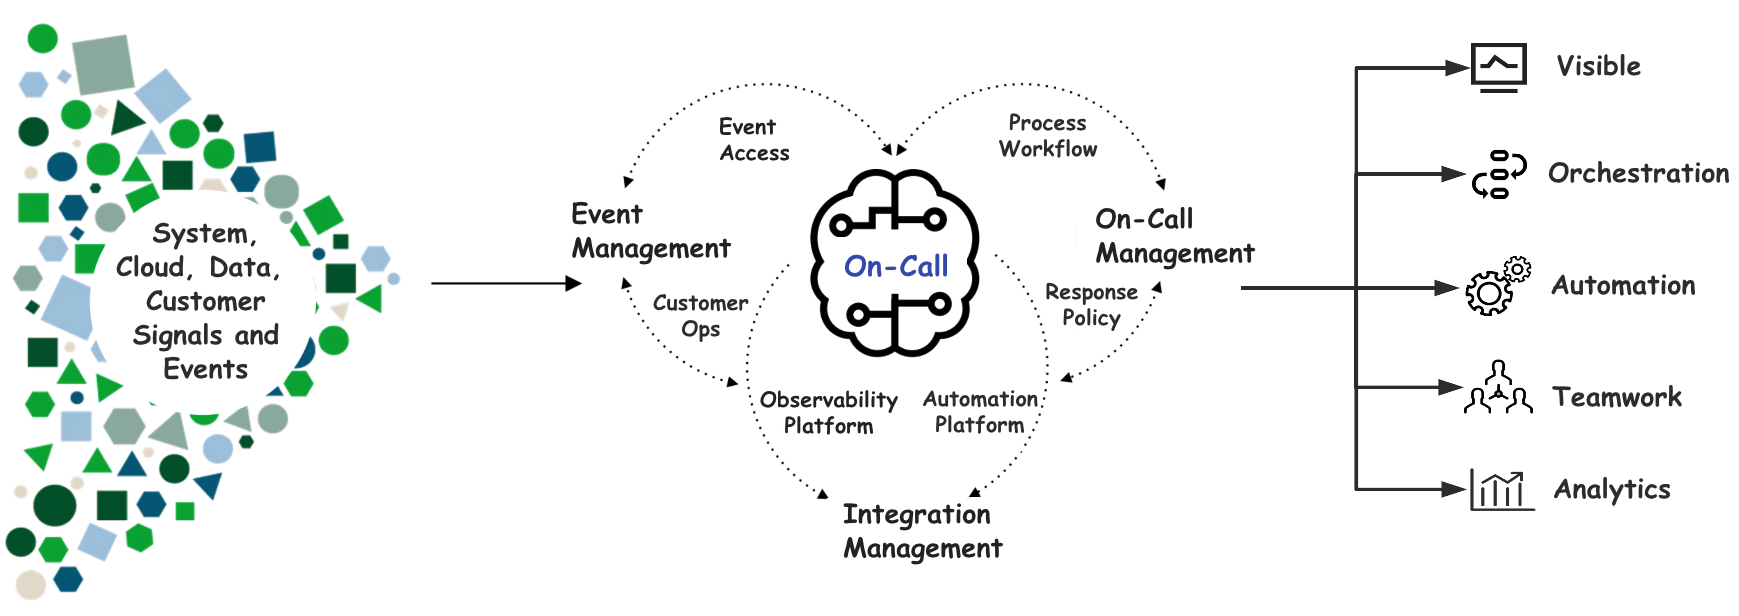 System,
Cloud, Data,
Customer
Signals and
Events
Event
Access
Event
Management
Customer
Ops
Observability
Platform
On-Call
Process
Workflow
On-Call
Management
Response
Policy
Automation
Platform
Integration
Management
Visible
Orchestration
Automation
Teamwork
Analytics